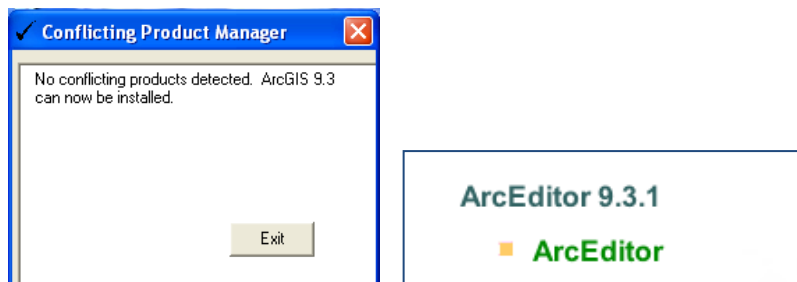 Conflicting Product Manager
No conflicting products detected. ArcGIS 9.3
can now be installed.
Exit
ArcEditor 9.3.1
ArcEditor